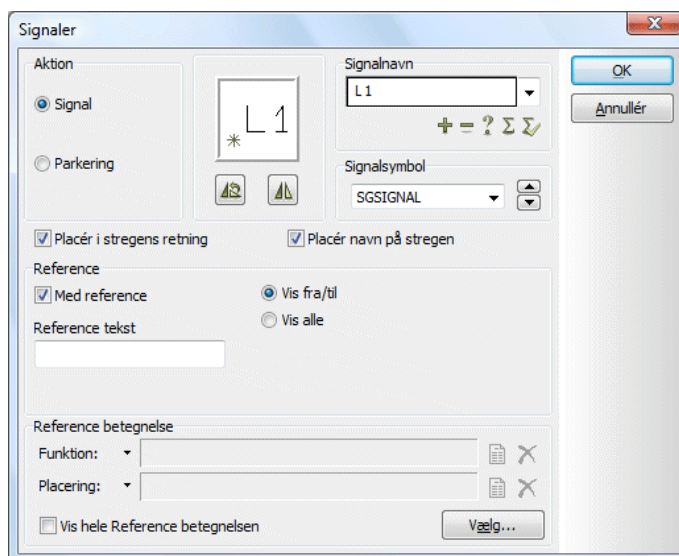 Signaler
Aktion
Signal
Parkering
L 1
Signalnavn
L 1
Signalsymbol
SGSIGNAL
OK
Annullér
Placér i stregens retning
Placér navn på stregen
Reference
Med reference
Vis fra/til
Vis alle
Reference tekst
Reference betegnelse
Funktion:
Placering:
Vis hele Reference betegnelsen
Vælg...